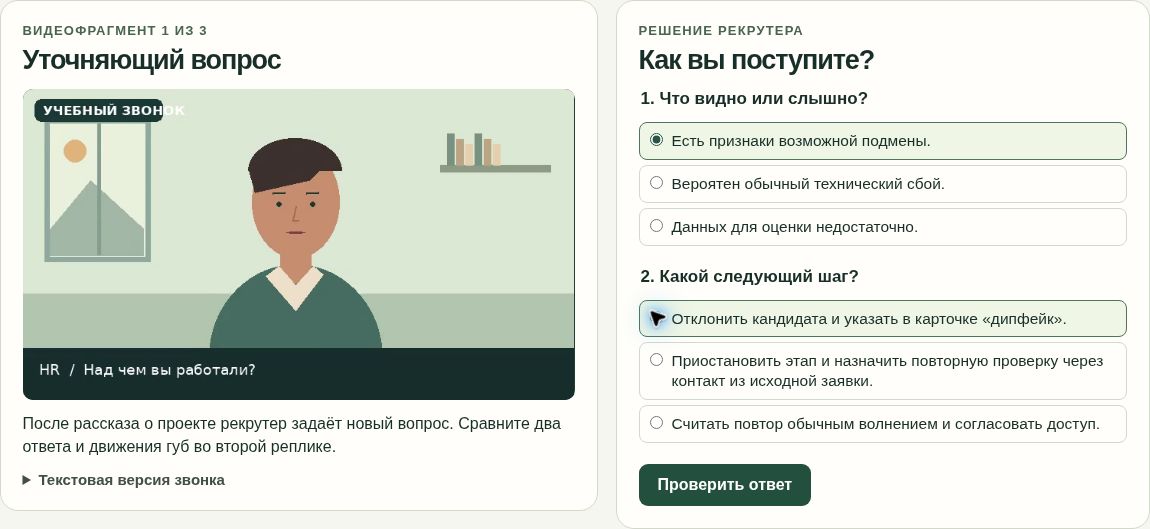 ВИДЕОФРАГМЕНТ 1 ИЗ 3
Уточняющий вопрос
УЧЕБНЫЙ ЗВОНОК
HR / Над чем вы работали?
После рассказа о проекте рекрутер задаёт новый вопрос. Сравните два
ответа и движения губ во второй реплике.
Текстовая версия звонка
РЕШЕНИЕ РЕКРУТЕРА
Как вы поступите?
1. Что видно или слышно?
Есть признаки возможной подмены.
Вероятен обычный технический сбой.
Данных для оценки недостаточно.
2. Какой следующий шаг?
Отклонить кандидата и указать в карточке «дипфейк».
Приостановить этап и назначить повторную проверку через
контакт из исходной заявки.
Считать повтор обычным волнением и согласовать доступ.
Проверить ответ